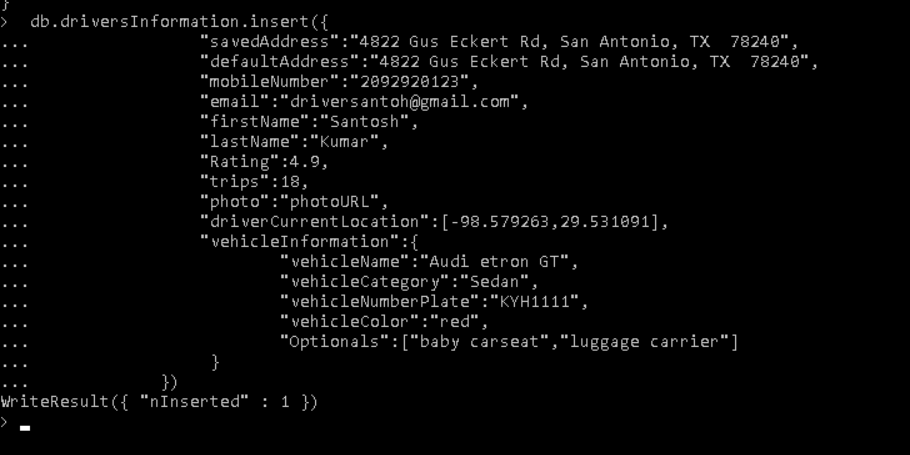 }
>  db.driversInformation.insert({
...                 "savedAddress":"4822 Gus Eckert Rd, San Antonio, TX  78240",
...                 "defaultAddress":"4822 Gus Eckert Rd, San Antonio, TX  78240",
...                 "mobileNumber":"2092920123",
...                 "email":"driversantoh@gmail.com",
...                 "firstName":"Santosh",
...                 "lastName":"Kumar",
...                 "Rating":4.9,
...                 "trips":18,
...                 "photo":"photoURL",
...                 "driverCurrentLocation":[-98.579263,29.531091],
...                 "vehicleInformation":{
...                         "vehicleName":"Audi etron GT",
...                         "vehicleCategory":"Sedan",
...                         "vehicleNumberPlate":"KYH1111",
...                         "vehicleColor":"red",
...                         "Optionals":["baby carseat","luggage carrier"]
...                  }
...             })
WriteResult({ "nInserted" : 1 })
> _